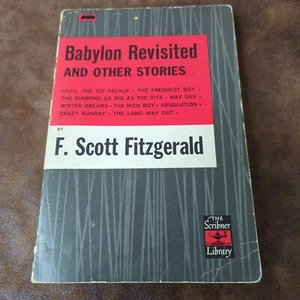 Babylon Revisited
AND OTHER STORIES
THE ICE PALACE • THE FRESHEST BOY •
THE DIAMOND AS BIG AS THE RITZ • MAY DAY •
WINTER DREAMS • THE RICH BOY • ABSOLUTION •
CRAZY SUNDAY • THE LONG WAY OUT •
BY
F. Scott Fitzgerald
THE
Scribner
Library